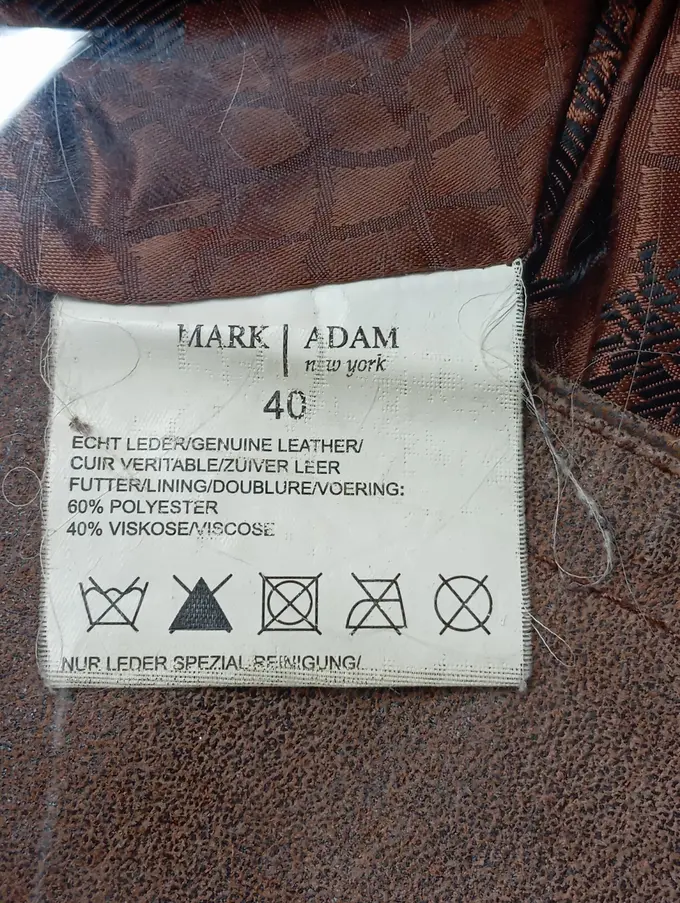 MARK | ADAM
new york
40
ECHT LEDER/GENUINE LEATHER/
CUIR VERITABLE/ZUIVER LEER
FUTTER/LINING/DOUBLURE/VOERING:
60% POLYESTER
40% VISKOSE/VISCOSE
NUR LEDER SPEZIAL REINIGUNG/